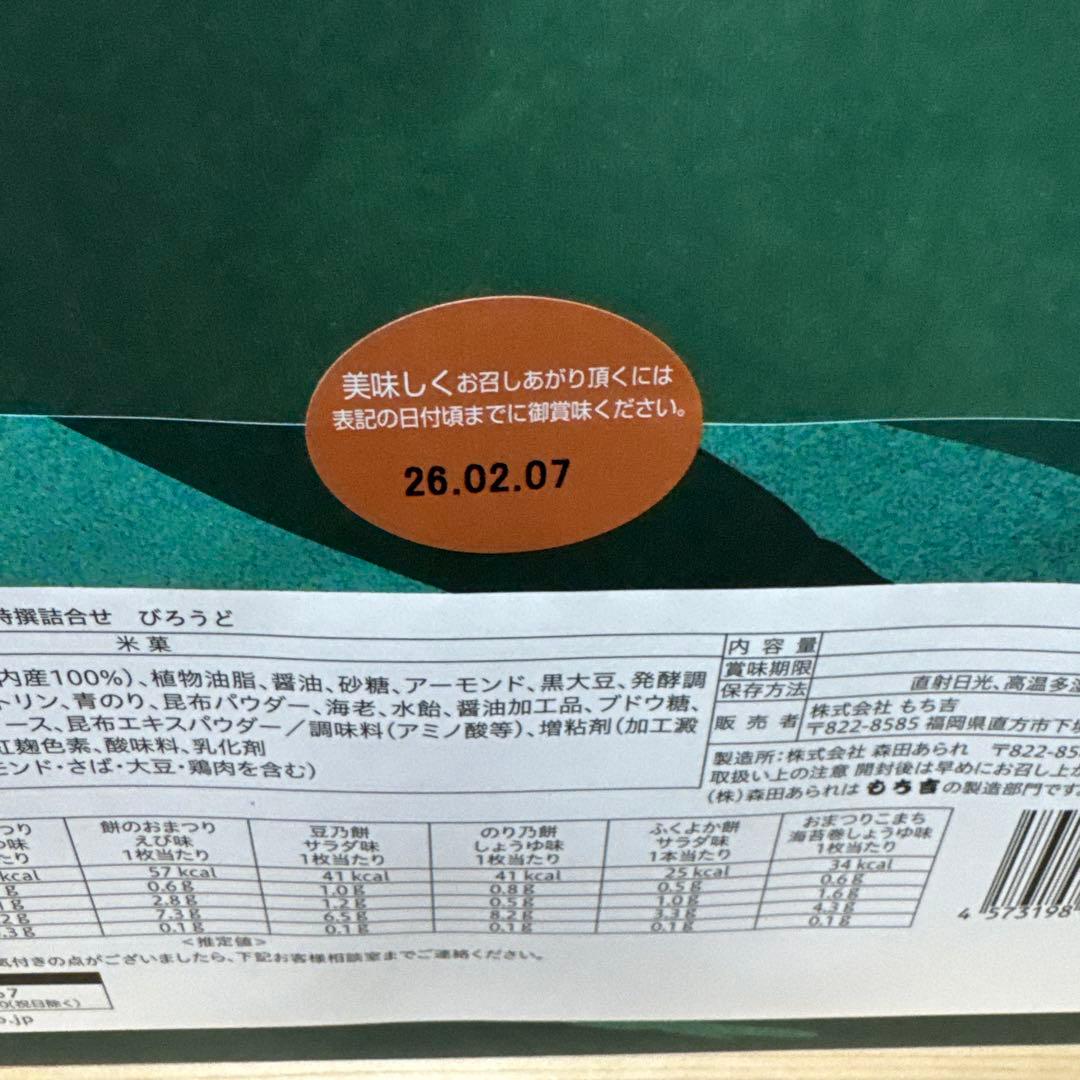 美味しくお召しあがり頂くには
表記の日付頃までに御賞味ください。
26.02.07
特撰詰合せ びろうど
米菓
内産100%)、植物油脂、醤油、砂糖、アーモンド、黒大豆、発酵調
トリン、青のり、昆布パウダー、海老、水飴、醤油加工品、ブドウ糖、
ース、昆布エキスパウダー/調味料(アミノ酸等)、増粘剤(加工澱
紅麹色素、酸味料、乳化剤
モンド・さば・大豆・鶏肉を含む)
内容量
賞味期限
保存方法 直射日光、高温多湿
販売者 株式会社 もち吉
〒822-8585 福岡県直方市下境
製造所:株式会社 森田あられ 〒822-85
取扱い上の注意 開封後は早めにお召し上が
(株)森田あられは もち吉 の製造部門です。
つり 餅のおまつり 豆乃餅 のり乃餅 ふくよか餅 おまつりこまち
味 えび味 サラダ味 しょうゆ味 サラダ味 海苔巻しょうゆ味
たり 1枚当たり 1枚当たり 1枚当たり 1本当たり 1枚当たり
kcal 57 kcal 41 kcal 41 kcal 25 kcal 34 kcal
g 0.6 g 1.0 g 0.8 g 0.5 g 0.6 g
g 2.8 g 1.2 g 0.5 g 1.0 g 1.6 g
2 g 7.3 g 6.5 g 8.2 g 3.3 g 4.3 g
.3 g 0.1 g 0.1 g 0.1 g 0.1 g 0.1 g
<推定値>
気付きの点がございましたら、下記お客様相談室までご連絡ください。
7
0(祝日除く)
.jp
4 573198